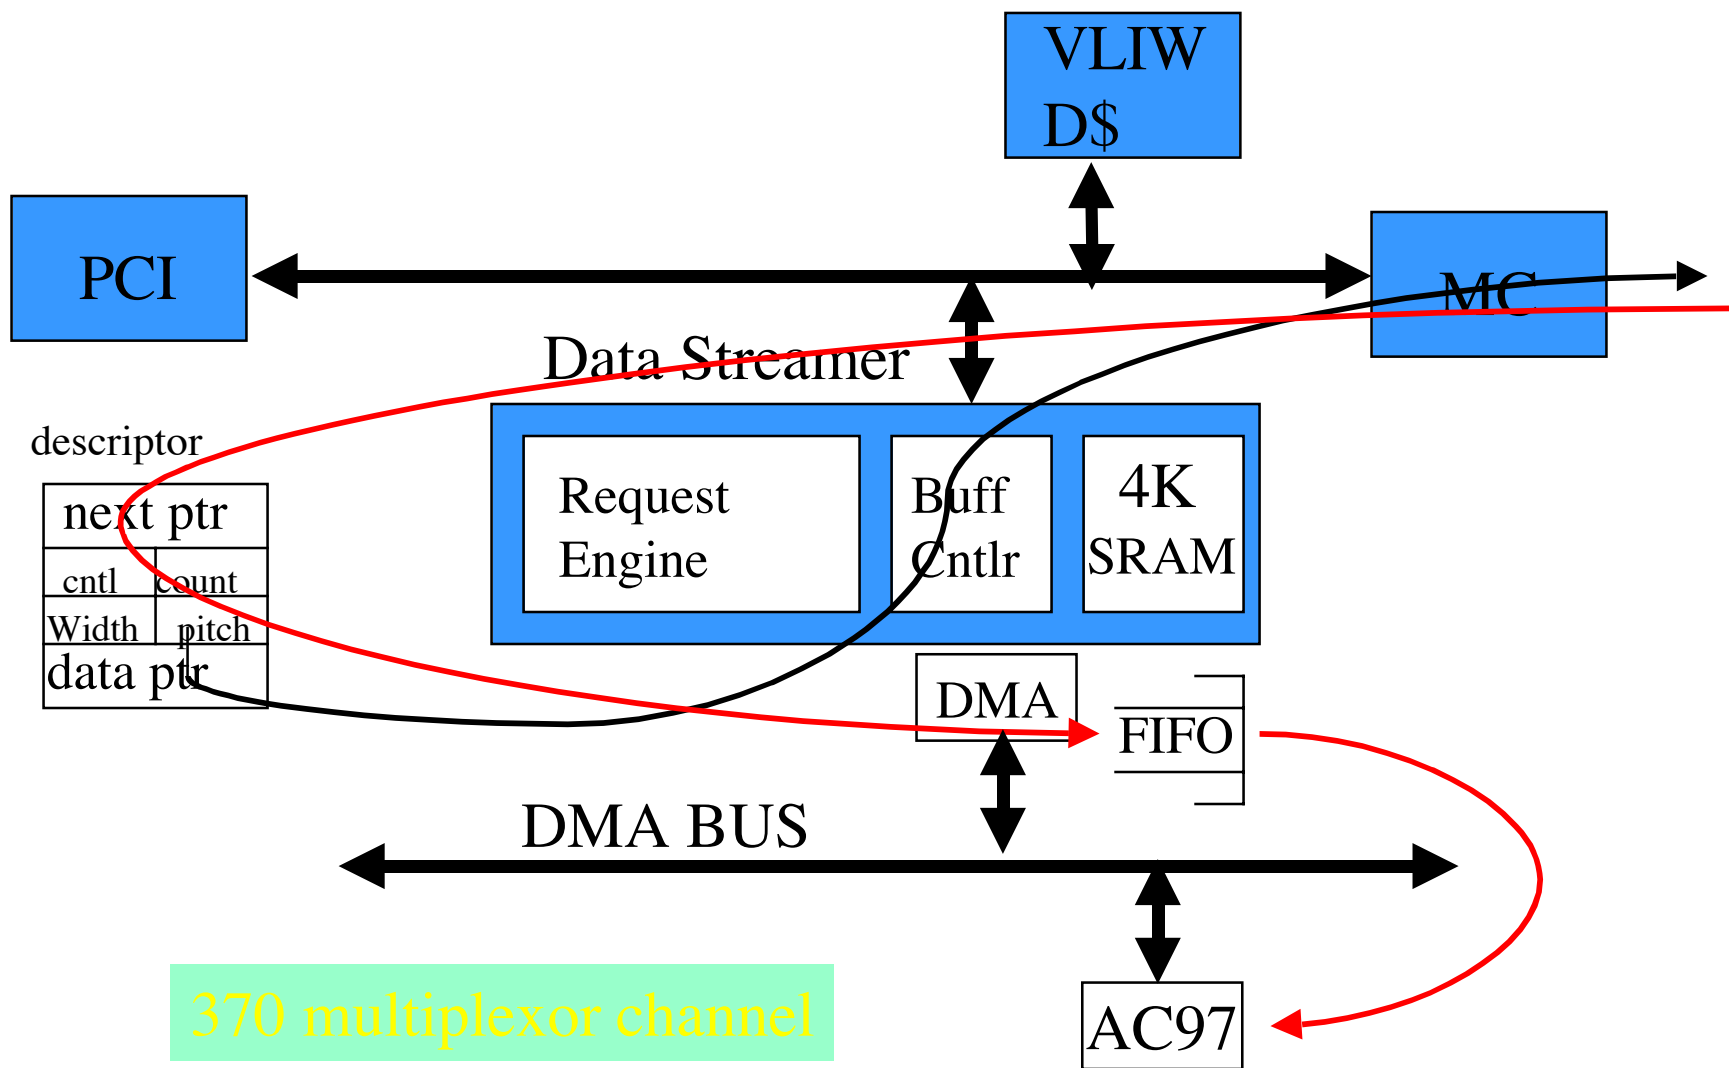 VLIW
D$
PCI
MC
Data Streamer
descriptor
next ptr
cntl count
Width pitch
data ptr
Request
Engine
Buff
Cntlr
4K
SRAM
DMA
FIFO
DMA BUS
370 multiplexor channel
AC97